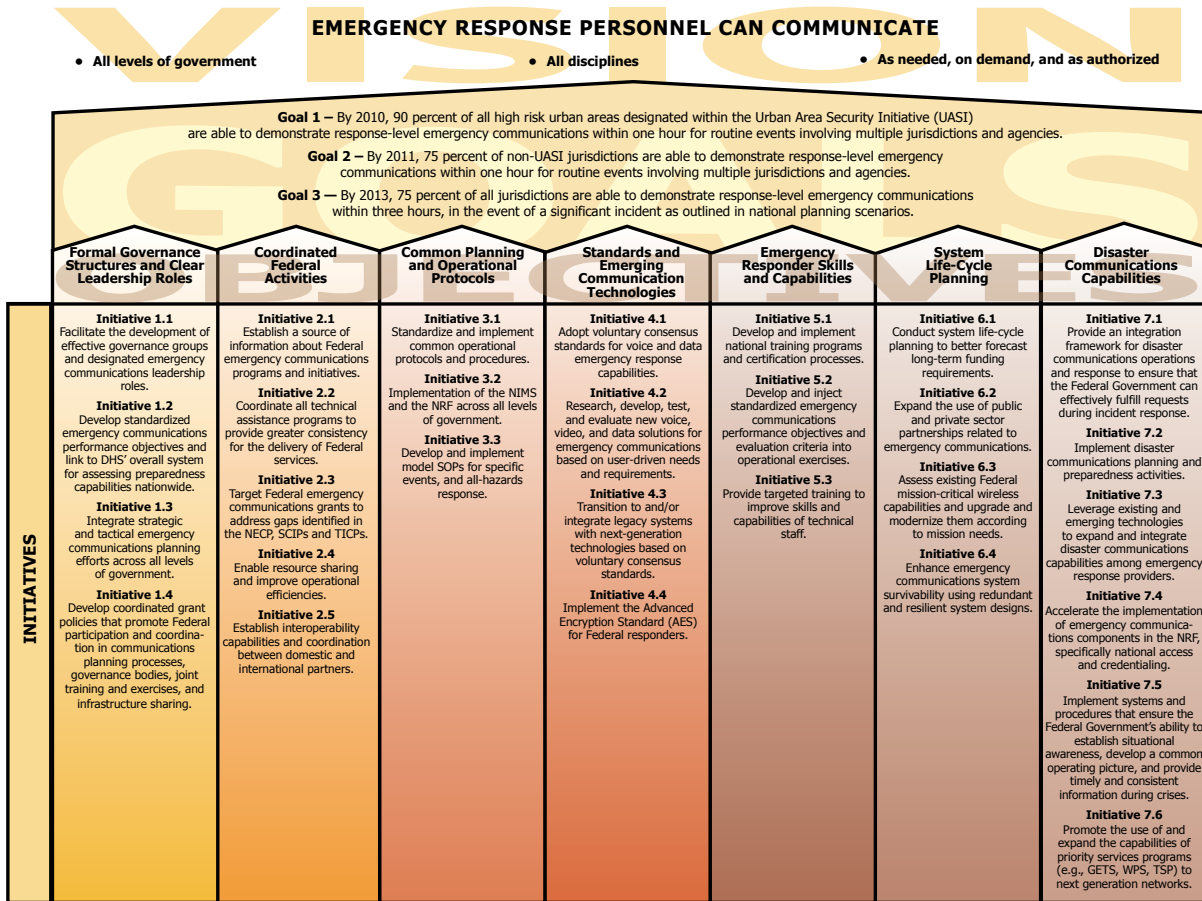 VISION
EMERGENCY RESPONSE PERSONNEL CAN COMMUNICATE
• All levels of government
• All disciplines
• As needed, on demand, and as authorized
GOALS
Goal 1 – By 2010, 90 percent of all high risk urban areas designated within the Urban Area Security Initiative (UASI)
are able to demonstrate response-level emergency communications within one hour for routine events involving multiple jurisdictions and agencies.
Goal 2 – By 2011, 75 percent of non-UASI jurisdictions are able to demonstrate response-level emergency
communications within one hour for routine events involving multiple jurisdictions and agencies.
Goal 3 — By 2013, 75 percent of all jurisdictions are able to demonstrate response-level emergency communications
within three hours, in the event of a significant incident as outlined in national planning scenarios.
OBJECTIVES
Formal Governance
Structures and Clear
Leadership Roles
Coordinated
Federal
Activities
Common Planning
and Operational
Protocols
Standards and
Emerging
Communication
Technologies
Emergency
Responder Skills
and Capabilities
System
Life-Cycle
Planning
Disaster
Communications
Capabilities
INITIATIVES
Initiative 1.1
Facilitate the development of
effective governance groups
and designated emergency
communications leadership
roles.
Initiative 1.2
Develop standardized
emergency communications
performance objectives and
link to DHS’ overall system
for assessing preparedness
capabilities nationwide.
Initiative 1.3
Integrate strategic
and tactical emergency
communications planning
efforts across all levels
of government.
Initiative 1.4
Develop coordinated grant
policies that promote Federal
participation and coordina-
tion in communications
planning processes,
governance bodies, joint
training and exercises, and
infrastructure sharing.
Initiative 2.1
Establish a source of
information about Federal
emergency communications
programs and initiatives.
Initiative 2.2
Coordinate all technical
assistance programs to
provide greater consistency
for the delivery of Federal
services.
Initiative 2.3
Target Federal emergency
communications grants to
address gaps identified in
the NECP, SCIPs and TICPs.
Initiative 2.4
Enable resource sharing
and improve operational
efficiencies.
Initiative 2.5
Establish interoperability
capabilities and coordination
between domestic and
international partners.
Initiative 3.1
Standardize and implement
common operational
protocols and procedures.
Initiative 3.2
Implementation of the NIMS
and the NRF across all levels
of government.
Initiative 3.3
Develop and implement
model SOPs for specific
events, and all-hazards
response.
Initiative 4.1
Adopt voluntary consensus
standards for voice and data
emergency response
capabilities.
Initiative 4.2
Research, develop, test,
and evaluate new voice,
video, and data solutions for
emergency communications
based on user-driven needs
and requirements.
Initiative 4.3
Transition to and/or
integrate legacy systems
with next-generation
technologies based on
voluntary consensus
standards.
Initiative 4.4
Implement the Advanced
Encryption Standard (AES)
for Federal responders.
Initiative 5.1
Develop and implement
national training programs
and certification processes.
Initiative 5.2
Develop and inject
standardized emergency
communications
performance objectives and
evaluation criteria into
operational exercises.
Initiative 5.3
Provide targeted training to
improve skills and
capabilities of technical
staff.
Initiative 6.1
Conduct system life-cycle
planning to better forecast
long-term funding
requirements.
Initiative 6.2
Expand the use of public
and private sector
partnerships related to
emergency communications.
Initiative 6.3
Assess existing Federal
mission-critical wireless
capabilities and upgrade and
modernize them according
to mission needs.
Initiative 6.4
Enhance emergency
communications system
survivability using redundant
and resilient system designs.
Initiative 7.1
Provide an integration
framework for disaster
communications operations
and response to ensure that
the Federal Government can
effectively fulfill requests
during incident response.
Initiative 7.2
Implement disaster
communications planning and
preparedness activities.
Initiative 7.3
Leverage existing and
emerging technologies
to expand and integrate
disaster communications
capabilities among emergency
response providers.
Initiative 7.4
Accelerate the implementation
of emergency communica-
tions components in the NRF,
specifically national access
and credentialing.
Initiative 7.5
Implement systems and
procedures that ensure the
Federal Government’s ability to
establish situational
awareness, develop a common
operating picture, and provide
timely and consistent
information during crises.
Initiative 7.6
Promote the use of and
expand the capabilities of
priority services programs
(e.g., GETS, WPS, TSP) to
next generation networks.